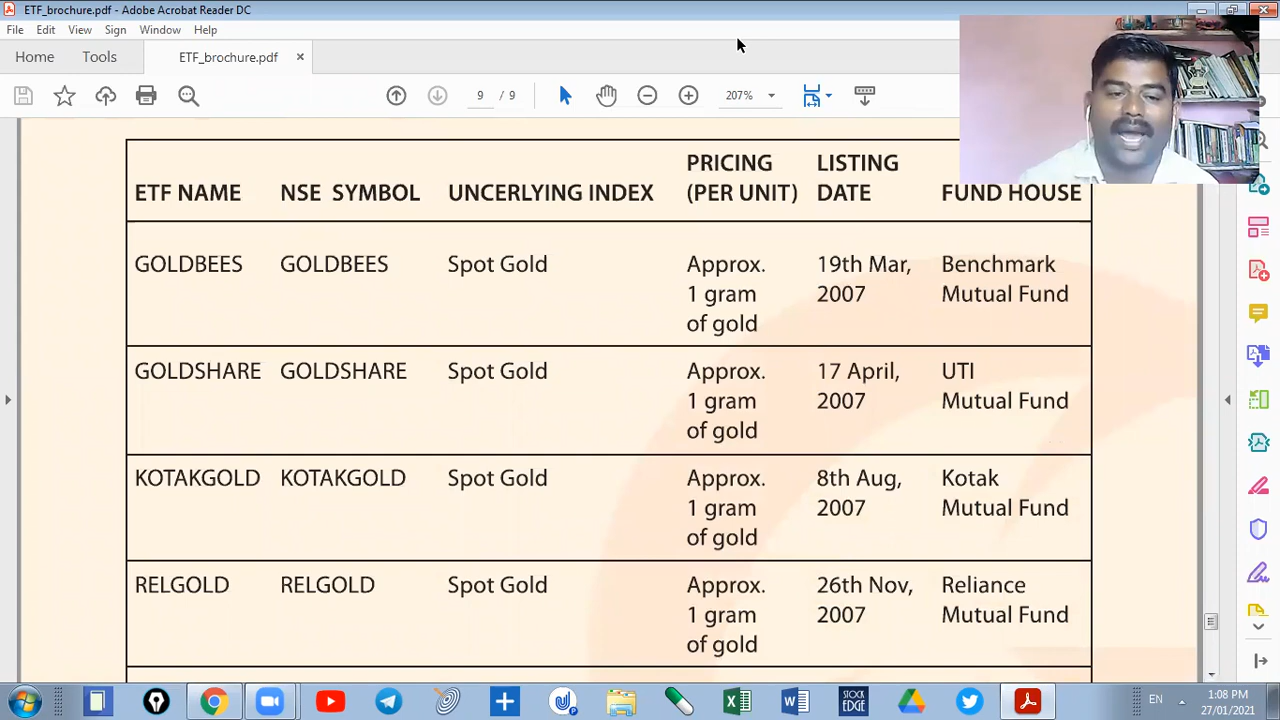 ETF_brochure.pdf - Adobe Acrobat Reader DC
File Edit View Sign Window Help
Home Tools ETF_brochure.pdf ×
9 / 9 207%
ETF NAME NSE SYMBOL UNCERLYING INDEX PRICING (PER UNIT) LISTING DATE FUND HOUSE
GOLDBEES GOLDBEES Spot Gold Approx. 19th Mar, Benchmark
1 gram 2007 Mutual Fund
of gold
GOLDSHARE GOLDSHARE Spot Gold Approx. 17 April, UTI
1 gram 2007 Mutual Fund
of gold
KOTAKGOLD KOTAKGOLD Spot Gold Approx. 8th Aug, Kotak
1 gram 2007 Mutual Fund
of gold
RELGOLD RELGOLD Spot Gold Approx. 26th Nov, Reliance
1 gram 2007 Mutual Fund
of gold
STOCK
EDGE
EN
1:08 PM
27/01/2021